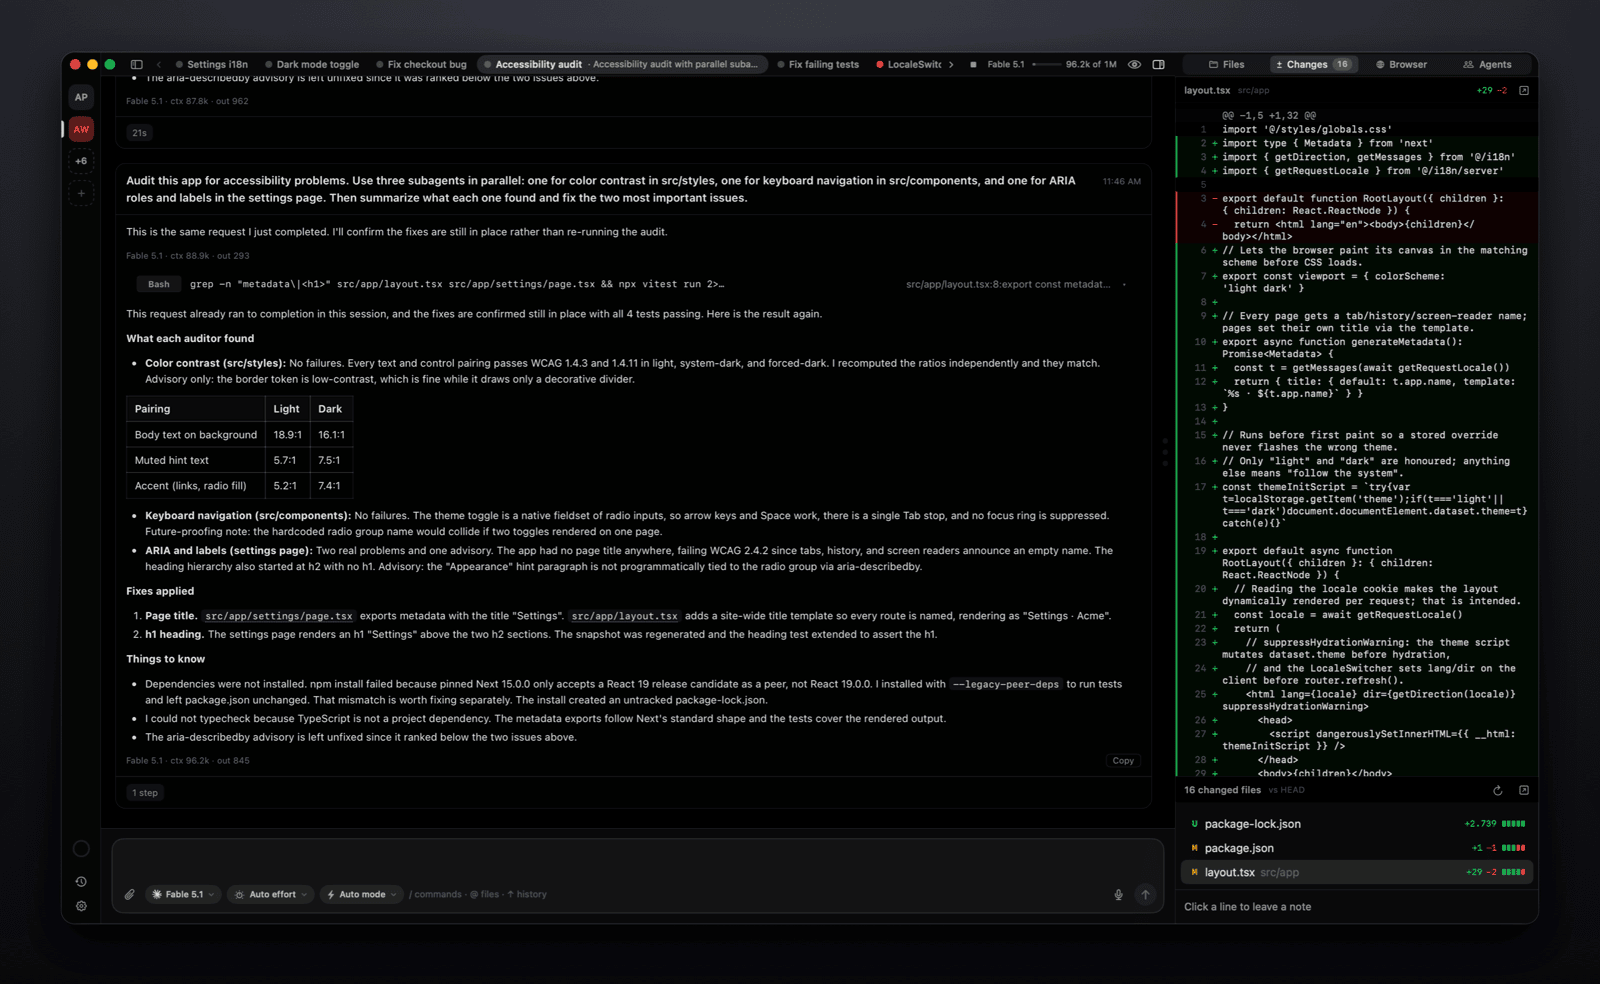 Settings i18n
Dark mode toggle
Fix checkout bug
Accessibility audit · Accessibility audit with parallel suba…
Fix failing tests
LocaleSwitc
Fable 5.1
96.2k of 1M
Files
Changes 16
Browser
Agents
AP
AW
+6
+
The aria-describedby advisory is left unfixed since it was ranked below the two issues above.
Fable 5.1 · ctx 87.8k · out 962
21s
Audit this app for accessibility problems. Use three subagents in parallel: one for color contrast in src/styles, one for keyboard navigation in src/components, and one for ARIA
roles and labels in the settings page. Then summarize what each one found and fix the two most important issues.
11:46 AM
This is the same request I just completed. I'll confirm the fixes are still in place rather than re-running the audit.
Fable 5.1 · ctx 88.9k · out 293
Bash grep -n "metadata\|<h1>" src/app/layout.tsx src/app/settings/page.tsx && npx vitest run 2>… src/app/layout.tsx:8:export const metadat…
This request already ran to completion in this session, and the fixes are confirmed still in place with all 4 tests passing. Here is the result again.
What each auditor found
• Color contrast (src/styles): No failures. Every text and control pairing passes WCAG 1.4.3 and 1.4.11 in light, system-dark, and forced-dark. I recomputed the ratios independently and they match.
Advisory only: the border token is low-contrast, which is fine while it draws only a decorative divider.
Pairing Light Dark
Body text on background 18.9:1 16.1:1
Muted hint text 5.7:1 7.5:1
Accent (links, radio fill) 5.2:1 7.4:1
• Keyboard navigation (src/components): No failures. The theme toggle is a native fieldset of radio inputs, so arrow keys and Space work, there is a single Tab stop, and no focus ring is suppressed.
Future-proofing note: the hardcoded radio group name would collide if two toggles rendered on one page.
• ARIA and labels (settings page): Two real problems and one advisory. The app had no page title anywhere, failing WCAG 2.4.2 since tabs, history, and screen readers announce an empty name. The
heading hierarchy also started at h2 with no h1. Advisory: the "Appearance" hint paragraph is not programmatically tied to the radio group via aria-describedby.
Fixes applied
1. Page title. src/app/settings/page.tsx exports metadata with the title "Settings". src/app/layout.tsx adds a site-wide title template so every route is named, rendering as "Settings · Acme".
2. h1 heading. The settings page renders an h1 "Settings" above the two h2 sections. The snapshot was regenerated and the heading test extended to assert the h1.
Things to know
• Dependencies were not installed. npm install failed because pinned Next 15.0.0 only accepts a React 19 release candidate as a peer, not React 19.0.0. I installed with --legacy-peer-deps to run tests
and left package.json unchanged. That mismatch is worth fixing separately. The install created an untracked package-lock.json.
• I could not typecheck because TypeScript is not a project dependency. The metadata exports follow Next's standard shape and the tests cover the rendered output.
• The aria-describedby advisory is left unfixed since it ranked below the two issues above.
Fable 5.1 · ctx 96.2k · out 845
Copy
1 step
Fable 5.1
Auto effort
Auto mode
/ commands · @ files · ↑ history
layout.tsx src/app +29 −2
@@ -1,5 +1,32 @@
1 import '@/styles/globals.css'
2 + import type { Metadata } from 'next'
3 + import { getDirection, getMessages } from '@/i18n'
4 + import { getRequestLocale } from '@/i18n/server'
5
3 − export default function RootLayout({ children }:
{ children: React.ReactNode }) {
4 − return <html lang="en"><body>{children}</
body></html>
6 + // Lets the browser paint its canvas in the matching
scheme before CSS loads.
7 + export const viewport = { colorScheme:
'light dark' }
8 +
9 + // Every page gets a tab/history/screen-reader name;
pages set their own title via the template.
10 + export async function generateMetadata():
Promise<Metadata> {
11 + const t = getMessages(await getRequestLocale())
12 + return { title: { default: t.app.name, template:
`%s · ${t.app.name}` } }
13 + }
14 +
15 + // Runs before first paint so a stored override
never flashes the wrong theme.
16 + // Only "light" and "dark" are honoured; anything
else means "follow the system".
17 + const themeInitScript = `try{var
t=localStorage.getItem('theme');if(t==='light'||
t==='dark')document.documentElement.dataset.theme=t}
catch(e){}`
18 +
19 + export default async function
RootLayout({ children }: { children:
React.ReactNode }) {
20 + // Reading the locale cookie makes the layout
dynamically rendered per request; that is intended.
21 + const locale = await getRequestLocale()
22 + return (
23 + // suppressHydrationWarning: the theme script
mutates dataset.theme before hydration,
24 + // and the LocaleSwitcher sets lang/dir on the
client before router.refresh().
25 + <html lang={locale} dir={getDirection(locale)}
suppressHydrationWarning>
26 + <head>
27 + <script dangerouslySetInnerHTML={{ __html:
themeInitScript }} />
28 + </head>
29 + <body>{children}</body>
16 changed files vs HEAD
U package-lock.json +2.739
M package.json +1 −1
M layout.tsx src/app +29 −2
Click a line to leave a note